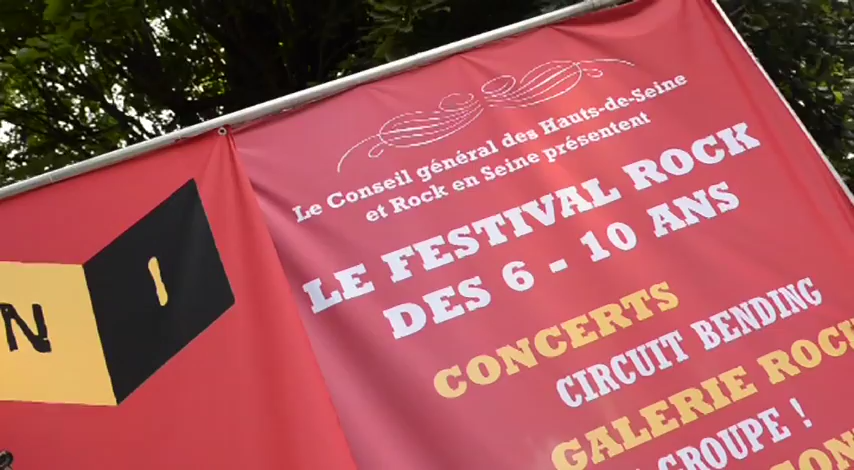 N I
Le Conseil général des Hauts-de-Seine
et Rock en Seine présentent
LE FESTIVAL ROCK
DES 6 - 10 ANS
CONCERTS
CIRCUIT BENDING
GALERIE ROCK
GROUPE !